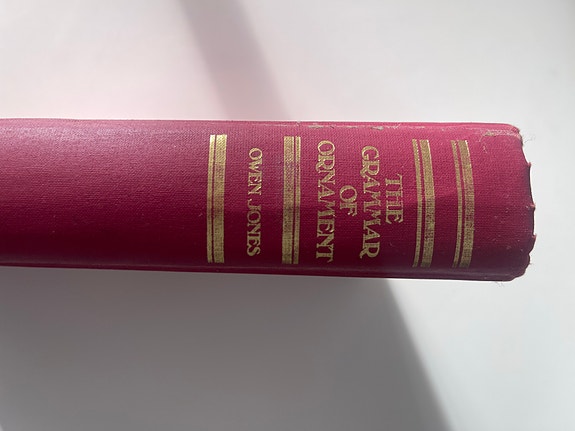 THE
GRAMMAR
OF
ORNAMENT
OWEN JONES